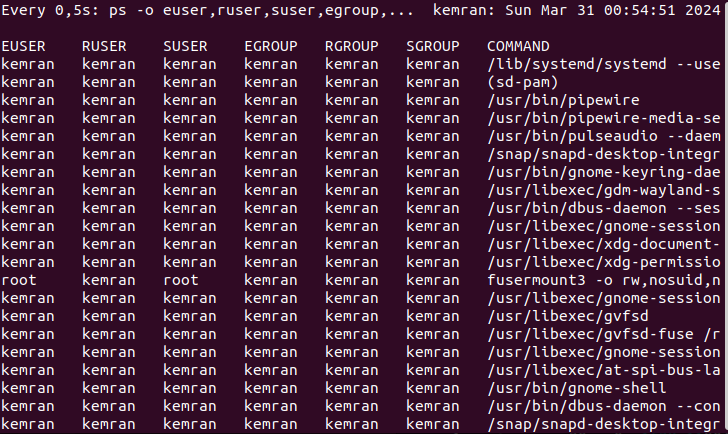 Every 0,5s: ps -o euser,ruser,suser,egroup,...  kemran: Sun Mar 31 00:54:51 2024
EUSER    RUSER    SUSER    EGROUP   RGROUP   SGROUP   COMMAND
kemran   kemran   kemran   kemran   kemran   kemran   /lib/systemd/systemd --use
kemran   kemran   kemran   kemran   kemran   kemran   (sd-pam)
kemran   kemran   kemran   kemran   kemran   kemran   /usr/bin/pipewire
kemran   kemran   kemran   kemran   kemran   kemran   /usr/bin/pipewire-media-se
kemran   kemran   kemran   kemran   kemran   kemran   /usr/bin/pulseaudio --daem
kemran   kemran   kemran   kemran   kemran   kemran   /snap/snapd-desktop-integr
kemran   kemran   kemran   kemran   kemran   kemran   /usr/bin/gnome-keyring-dae
kemran   kemran   kemran   kemran   kemran   kemran   /usr/libexec/gdm-wayland-s
kemran   kemran   kemran   kemran   kemran   kemran   /usr/bin/dbus-daemon --ses
kemran   kemran   kemran   kemran   kemran   kemran   /usr/libexec/gnome-session
kemran   kemran   kemran   kemran   kemran   kemran   /usr/libexec/xdg-document-
kemran   kemran   kemran   kemran   kemran   kemran   /usr/libexec/xdg-permissio
root     kemran   root     kemran   kemran   kemran   fusermount3 -o rw,nosuid,n
kemran   kemran   kemran   kemran   kemran   kemran   /usr/libexec/gnome-session
kemran   kemran   kemran   kemran   kemran   kemran   /usr/libexec/gvfsd
kemran   kemran   kemran   kemran   kemran   kemran   /usr/libexec/gvfsd-fuse /r
kemran   kemran   kemran   kemran   kemran   kemran   /usr/libexec/gnome-session
kemran   kemran   kemran   kemran   kemran   kemran   /usr/libexec/at-spi-bus-la
kemran   kemran   kemran   kemran   kemran   kemran   /usr/bin/gnome-shell
kemran   kemran   kemran   kemran   kemran   kemran   /usr/bin/dbus-daemon --con
kemran   kemran   kemran   kemran   kemran   kemran   /snap/snapd-desktop-integr